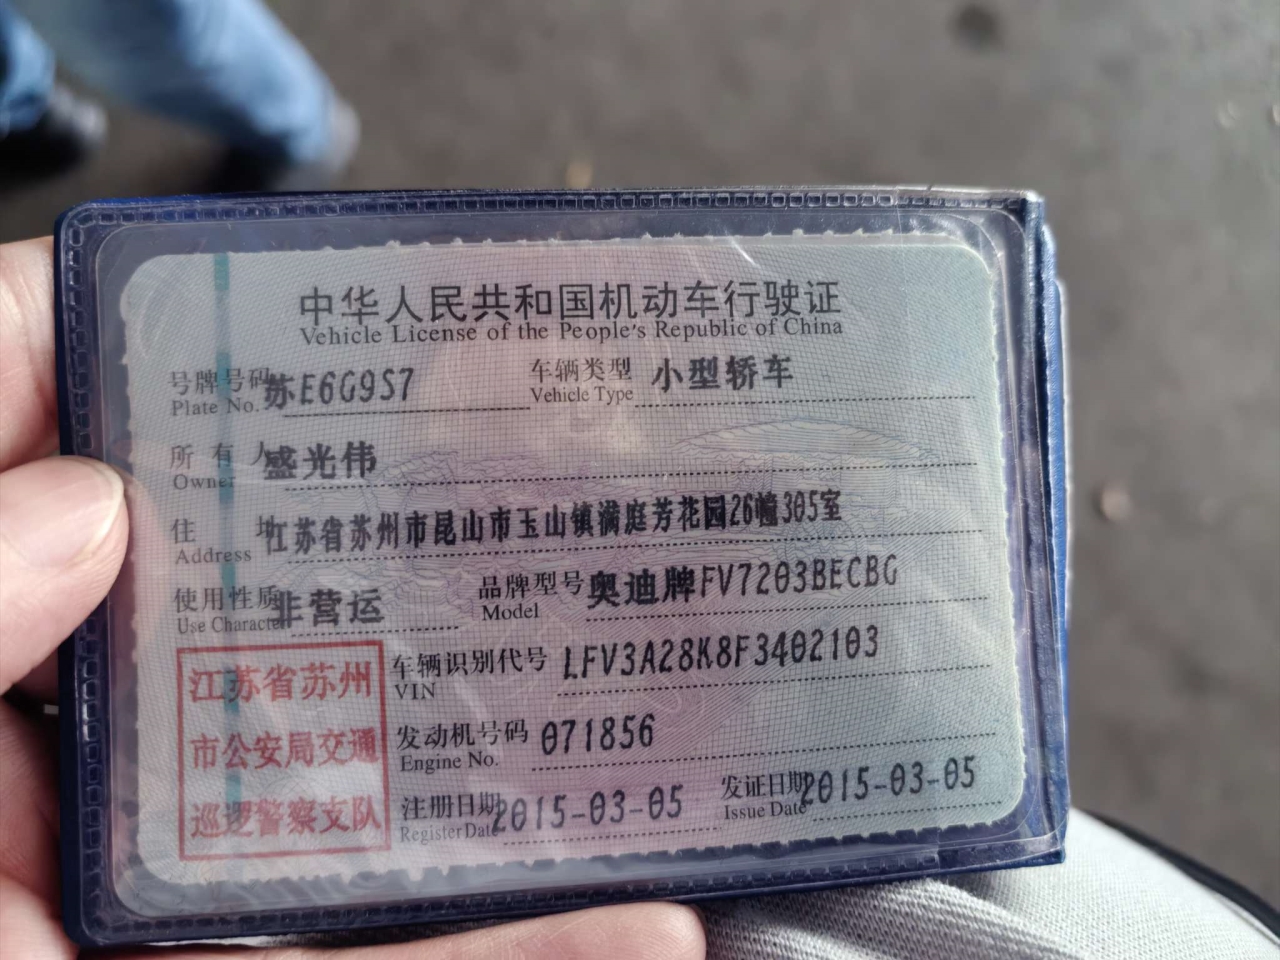 中华人民共和国机动车行驶证
Vehicle License of the People's Republic of China
号牌号码 苏E6G9S7 车辆类型 小型轿车
Plate No. Vehicle Type
所有人 盛光伟
Owner
住址 江苏省苏州市昆山市玉山镇满庭芳花园26幢305室
Address
使用性质 非营运 品牌型号 奥迪牌FV7203BECBG
Use Character Model
江苏省苏州
市公安局交通
巡逻警察支队
车辆识别代号 LFV3A28K8F3402103
VIN
发动机号码 071856
Engine No.
注册日期 2015-03-05 发证日期 2015-03-05
Register Date Issue Date